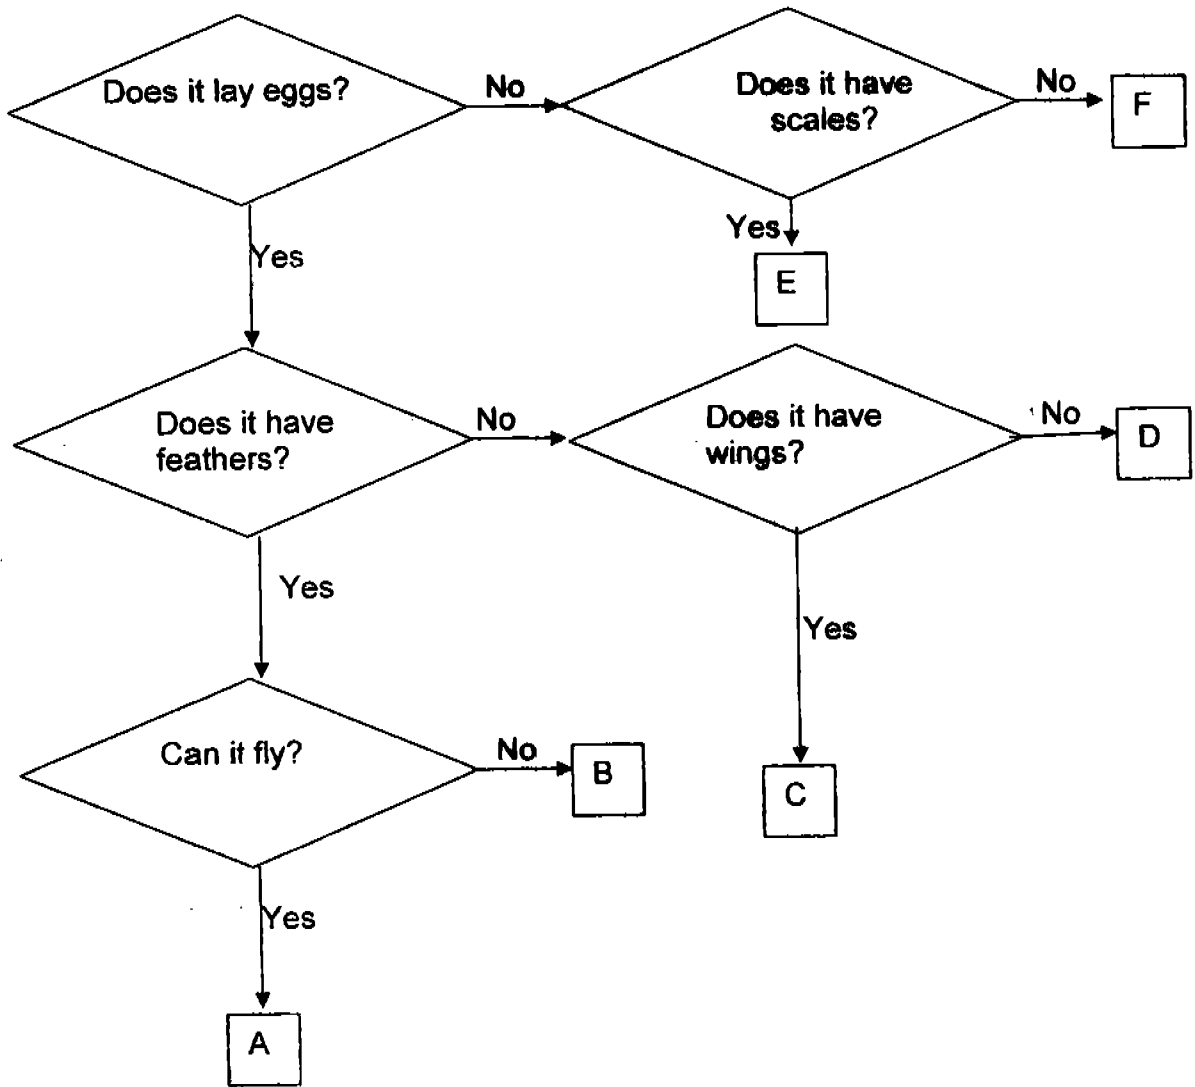 Does it lay eggs?
No
Does it have
scales?
No
F
Yes
Yes
E
Does it have
feathers?
No
Does it have
wings?
No
D
Yes
Yes
Can it fly?
No
B
C
Yes
A